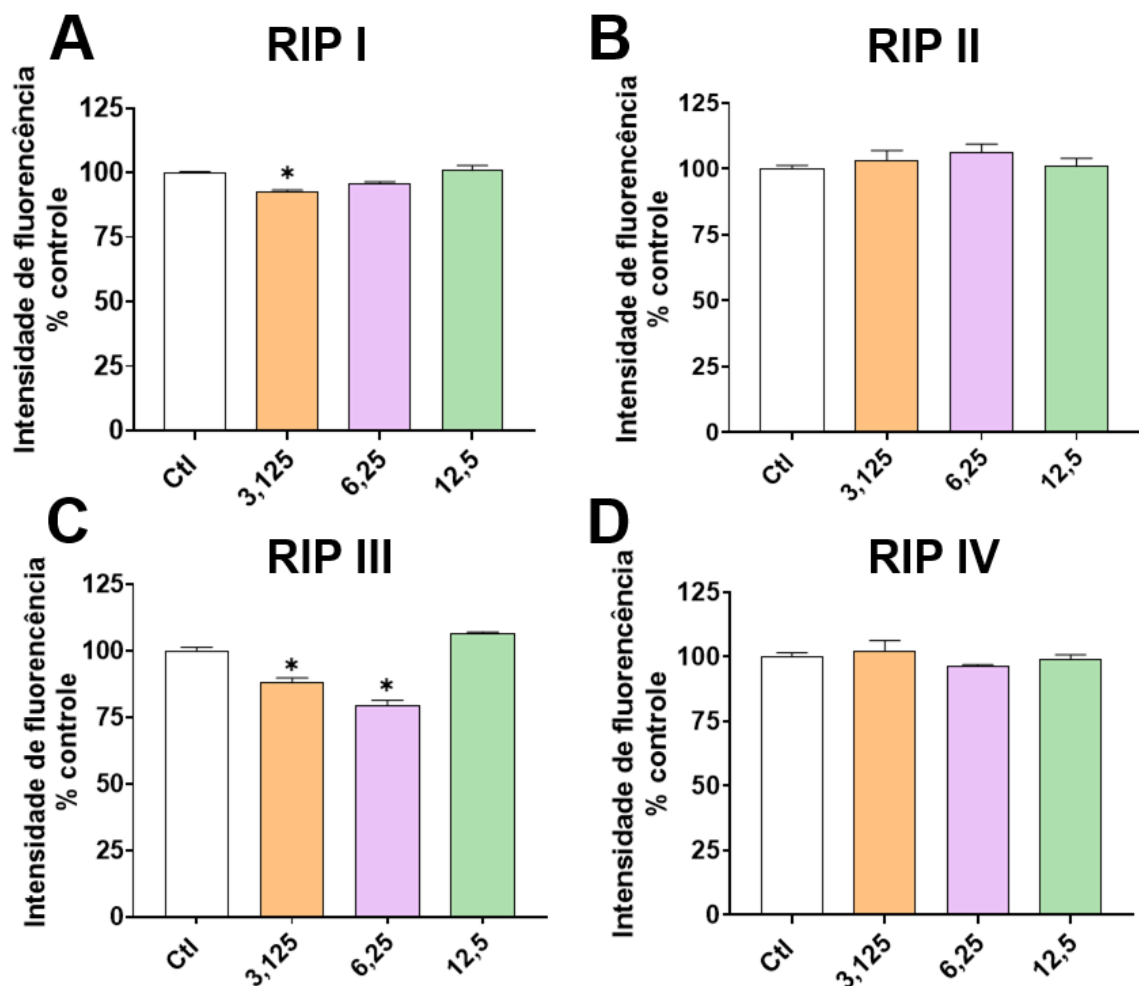 A
RIP I
Intensidade de fluorencência
% controle
125
100
75
50
25
0
*
Ctl
3,125
6,25
12,5
B
RIP II
Intensidade de fluorencência
% controle
125
100
75
50
25
0
Ctl
3,125
6,25
12,5
C
RIP III
Intensidade de fluorencência
% controle
125
100
75
50
25
0
*
*
Ctl
3,125
6,25
12,5
D
RIP IV
Intensidade de fluorencência
% controle
125
100
75
50
25
0
Ctl
3,125
6,25
12,5